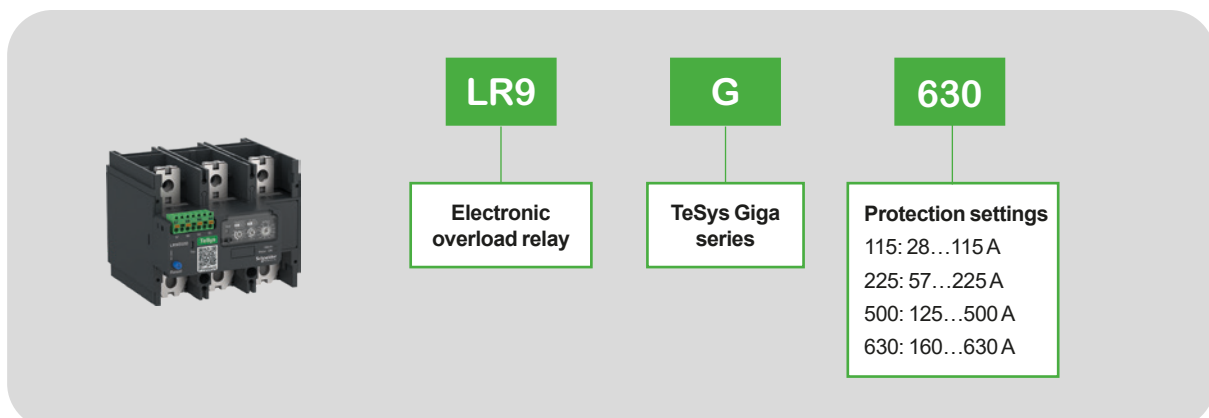 LR9
G
630
Electronic
overload relay
TeSys Giga
series
Protection settings
115: 28…115 A
225: 57…225 A
500: 125…500 A
630: 160…630 A
TeSys